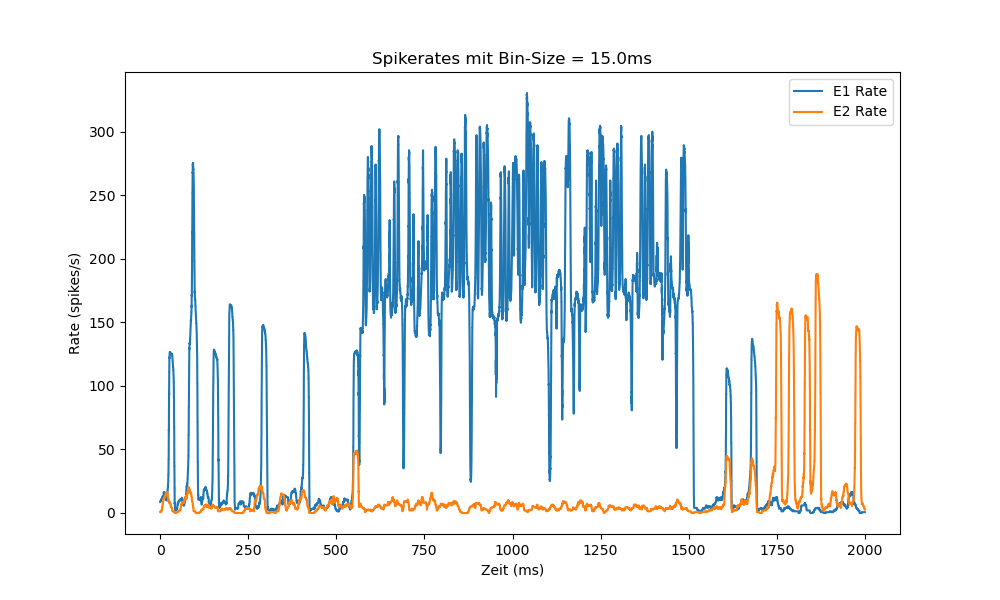 Spikerates mit Bin-Size = 15.0ms
E1 Rate
E2 Rate
300
250
200
150
100
50
0
Rate (spikes/s)
0 250 500 750 1000 1250 1500 1750 2000
Zeit (ms)